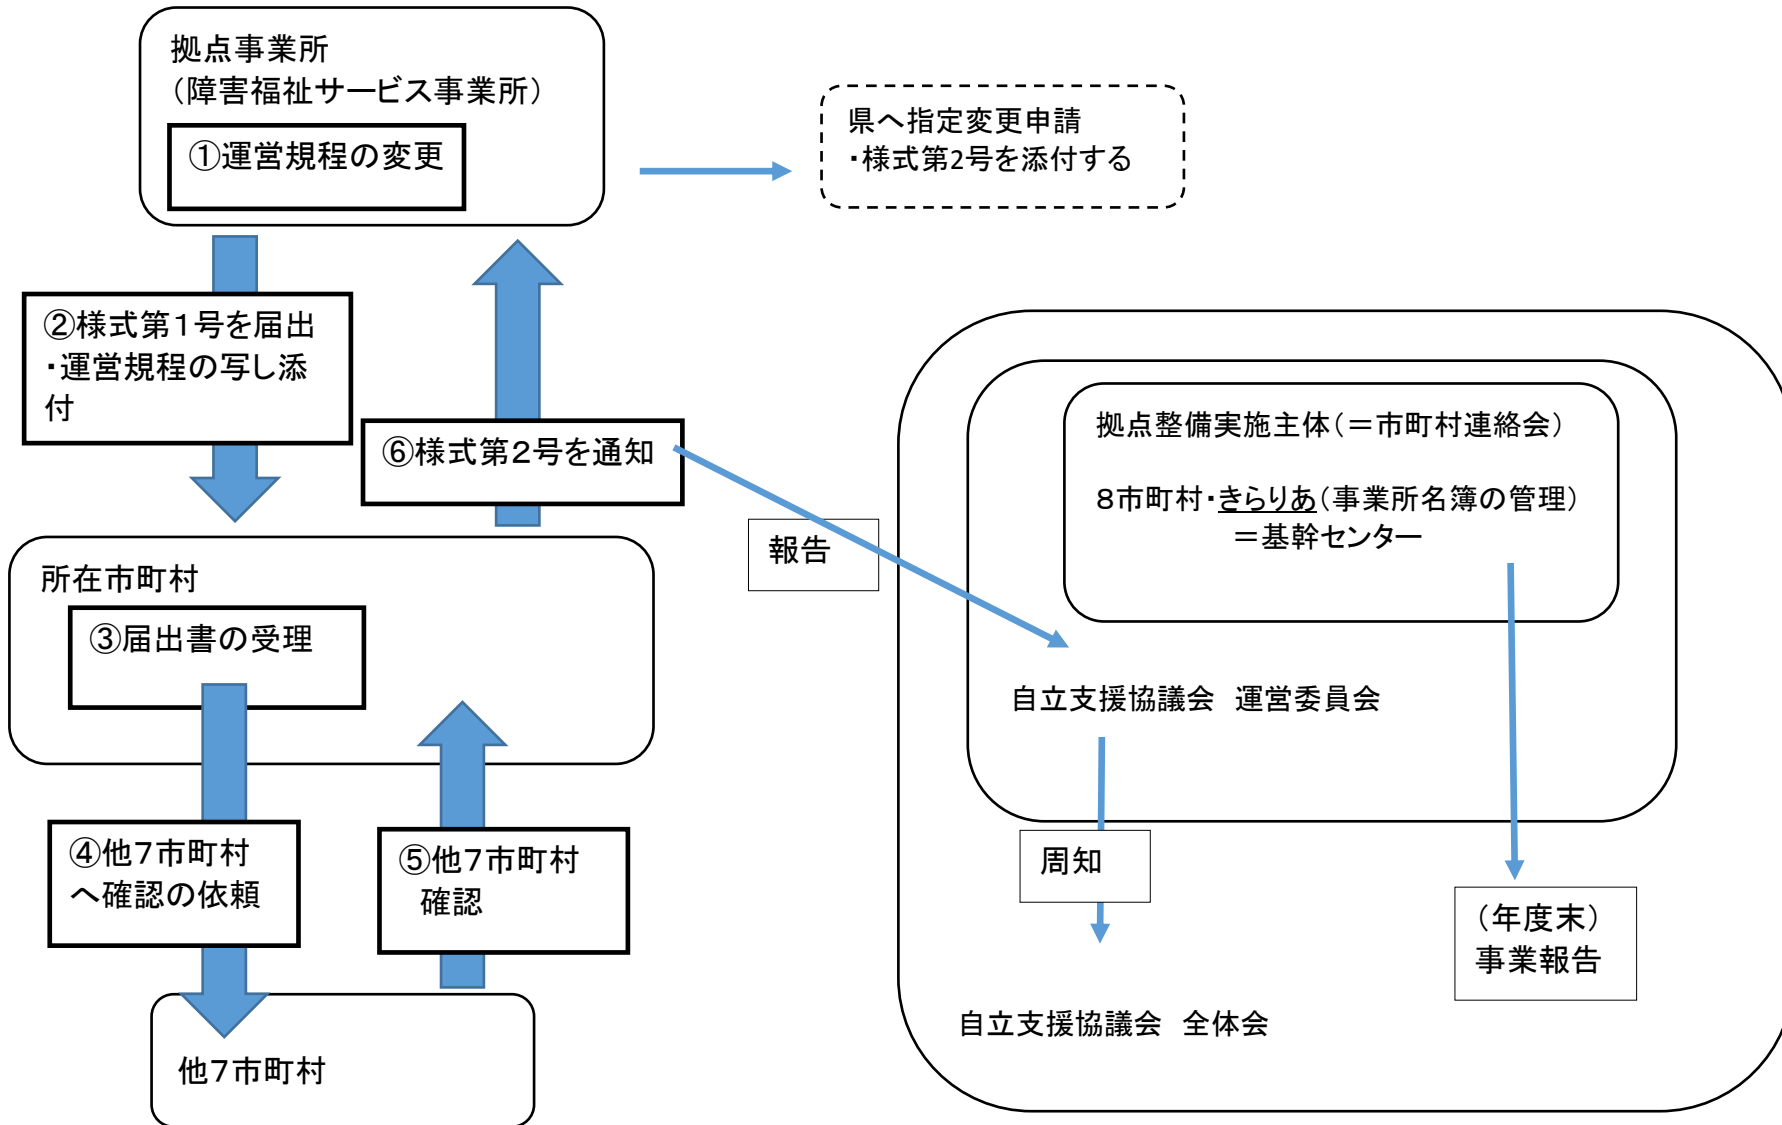 拠点事業所
（障害福祉サービス事業所）
①運営規程の変更
県へ指定変更申請
・様式第2号を添付する
②様式第１号を届出
・運営規程の写し添
付
⑥様式第２号を通知
報告
拠点整備実施主体（＝市町村連絡会）
８市町村・きらりあ（事業所名簿の管理）
＝基幹センター
所在市町村
③届出書の受理
自立支援協議会　運営委員会
④他７市町村
へ確認の依頼
⑤他７市町村
確認
周知
（年度末）
事業報告
自立支援協議会　全体会
他７市町村